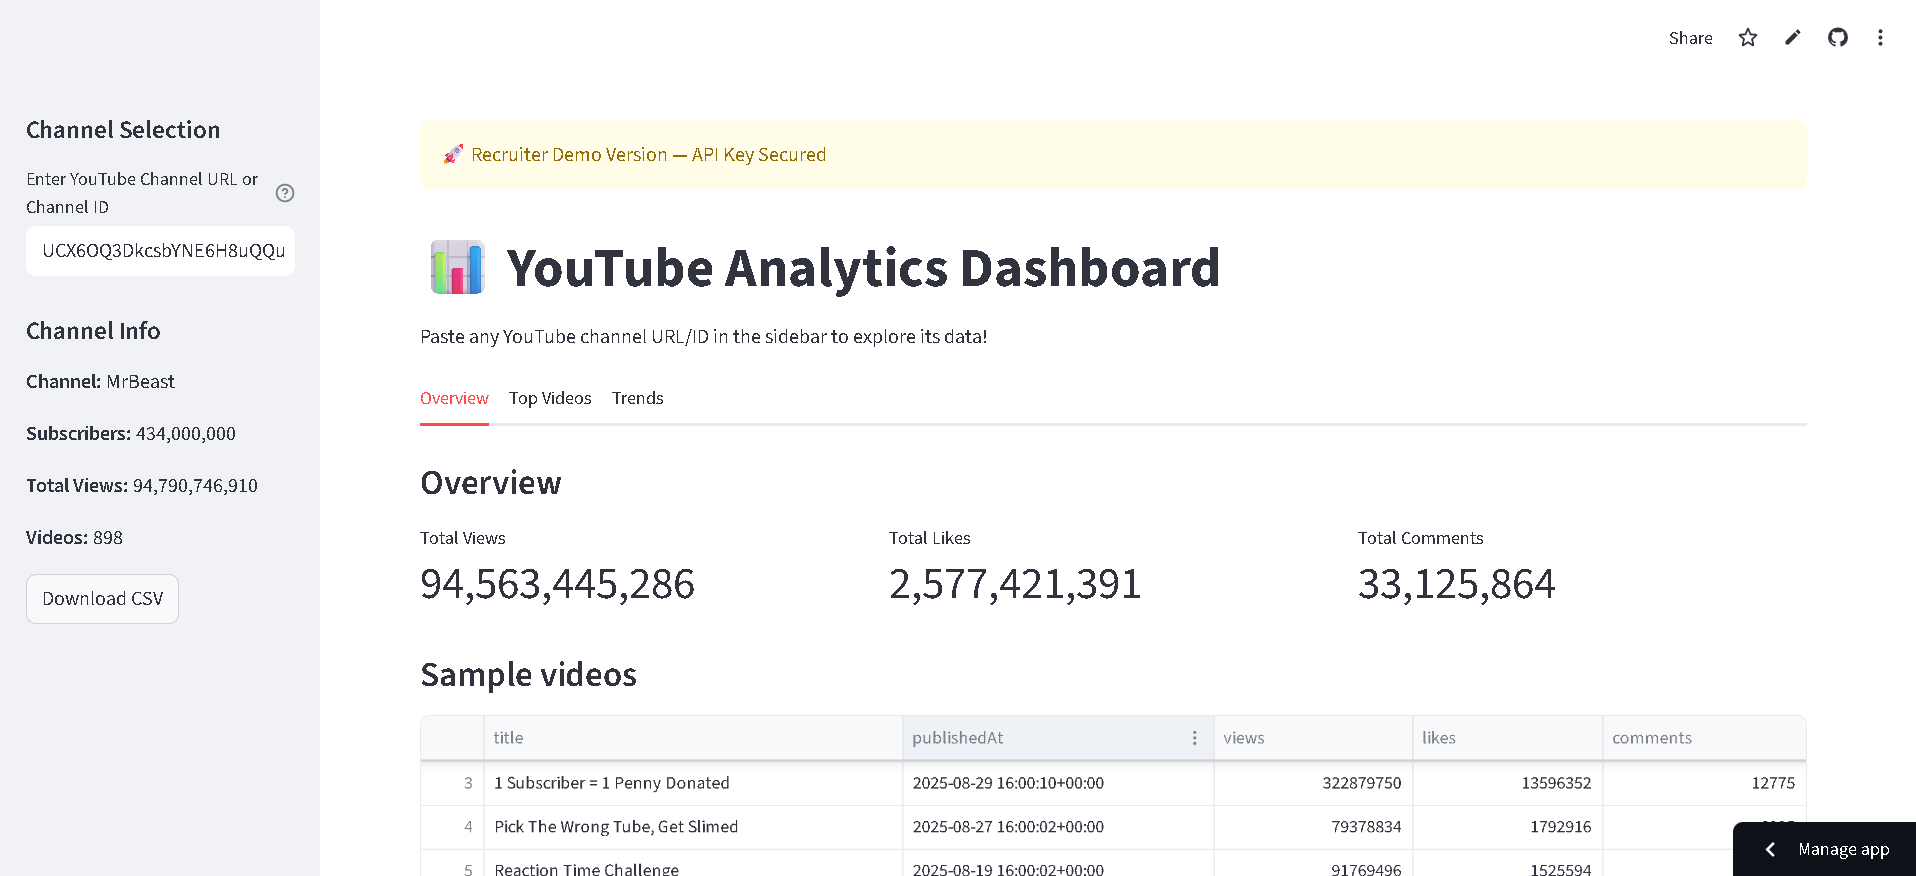 Share
Channel Selection
Enter YouTube Channel URL or
Channel ID
UCX6OQ3DkcsbYNE6H8uQQu
Channel Info
Channel: MrBeast
Subscribers: 434,000,000
Total Views: 94,790,746,910
Videos: 898
Download CSV
🚀 Recruiter Demo Version — API Key Secured
📊 YouTube Analytics Dashboard
Paste any YouTube channel URL/ID in the sidebar to explore its data!
Overview Top Videos Trends
Overview
Total Views Total Likes Total Comments
94,563,445,286 2,577,421,391 33,125,864
Sample videos
title publishedAt views likes comments
3 1 Subscriber = 1 Penny Donated 2025-08-29 16:00:10+00:00 322879750 13596352 12775
4 Pick The Wrong Tube, Get Slimed 2025-08-27 16:00:02+00:00 79378834 1792916
5 Reaction Time Challenge 2025-08-19 16:00:02+00:00 91769496 1525594
Manage app